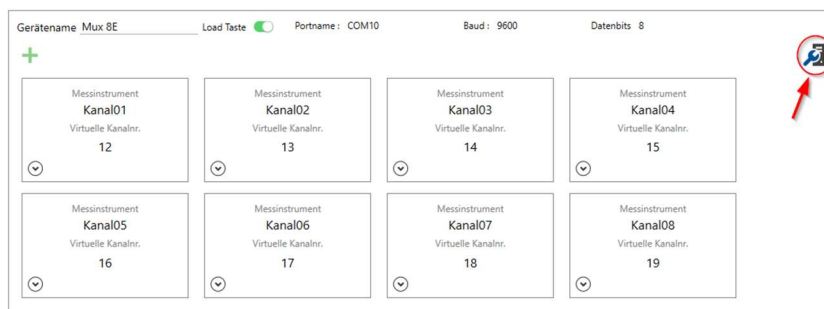 Gerätename Mux 8E Load Taste Portname : COM10 Baud : 9600 Datenbits 8
Messinstrument Messinstrument Messinstrument Messinstrument
Kanal01 Kanal02 Kanal03 Kanal04
Virtuelle Kanalnr. Virtuelle Kanalnr. Virtuelle Kanalnr. Virtuelle Kanalnr.
12 13 14 15
Messinstrument Messinstrument Messinstrument Messinstrument
Kanal05 Kanal06 Kanal07 Kanal08
Virtuelle Kanalnr. Virtuelle Kanalnr. Virtuelle Kanalnr. Virtuelle Kanalnr.
16 17 18 19